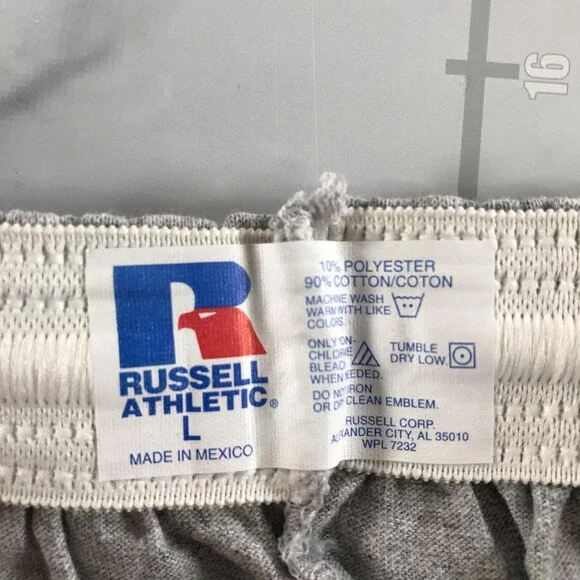 16
R
RUSSELL
ATHLETIC®
L
MADE IN MEXICO
10% POLYESTER
90% COTTON/COTON
MACHINE WASH
WARM WITH LIKE
COLORS.
ONLY NON-
CHLORINE
BLEACH
WHEN NEEDED.
TUMBLE
DRY LOW.
DO NOT IRON
OR DRY CLEAN EMBLEM.
RUSSELL CORP.
ALEXANDER CITY, AL 35010
WPL 7232